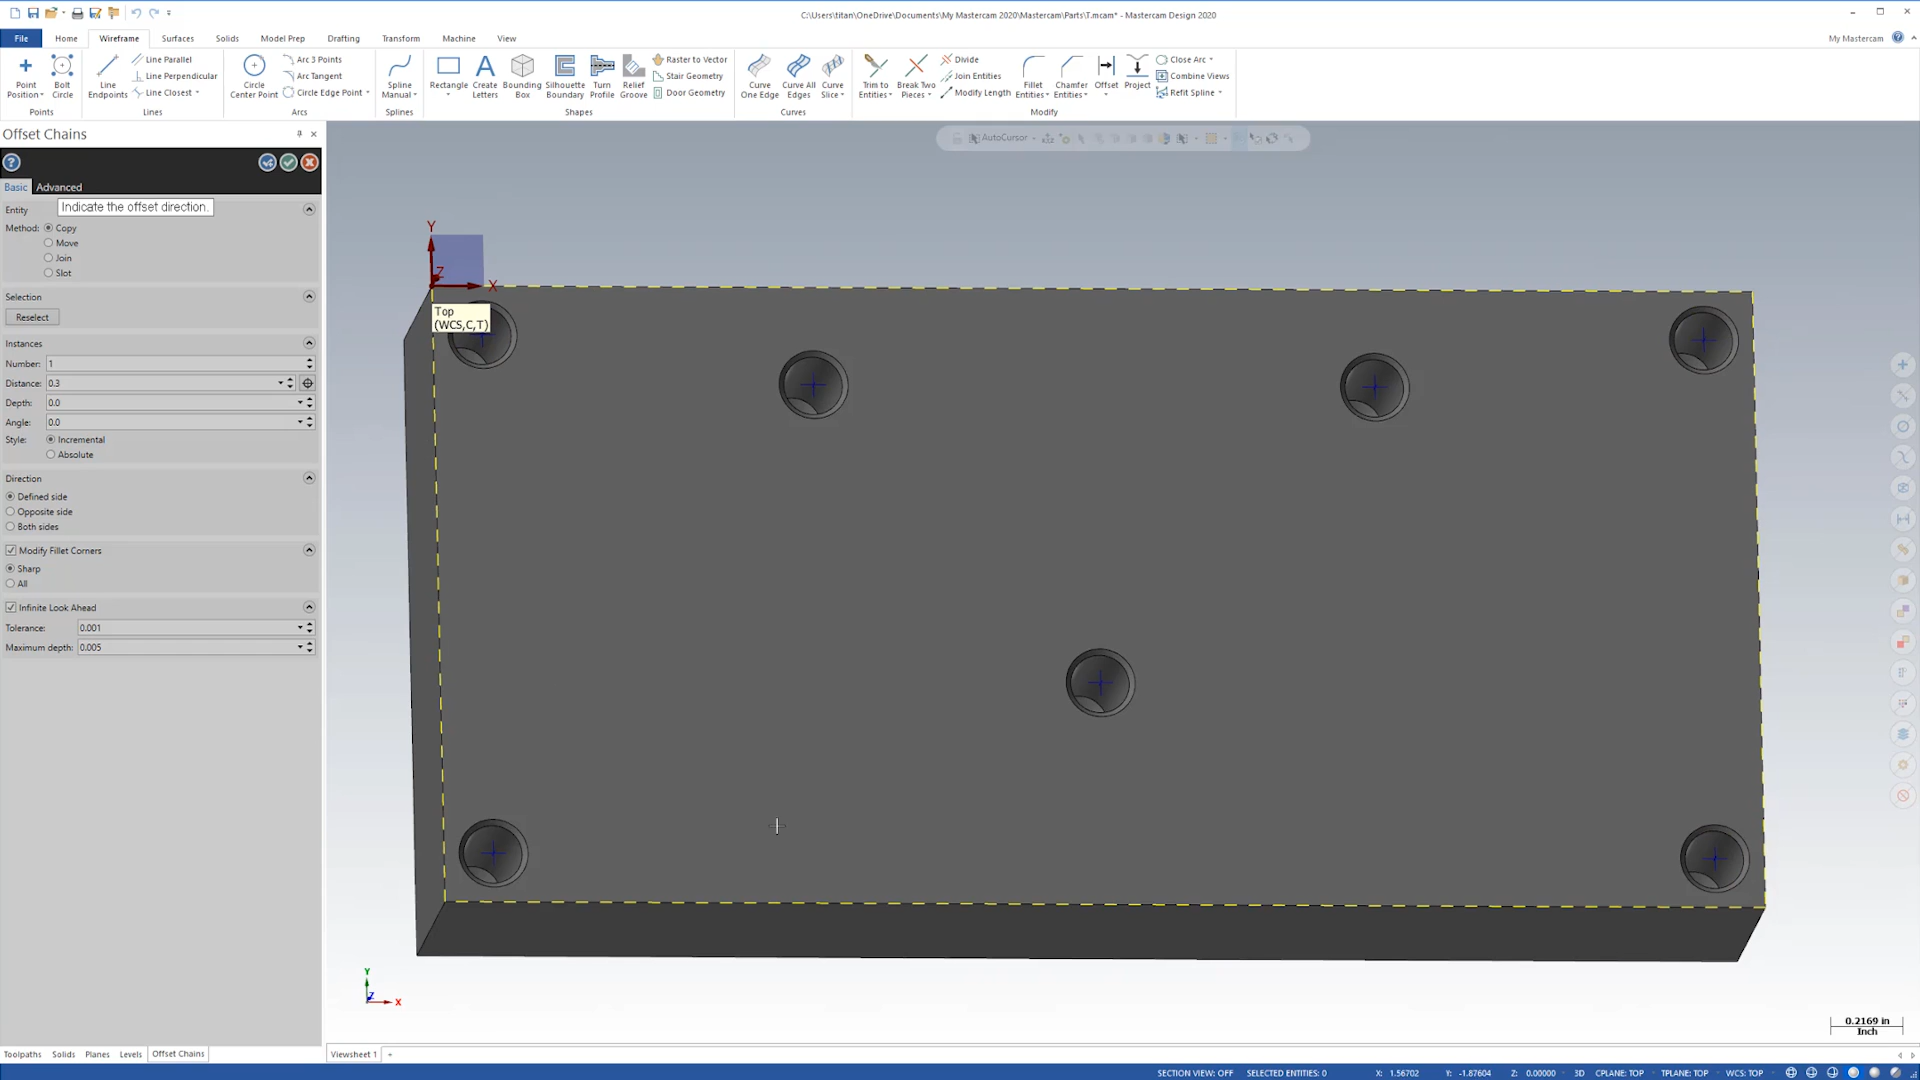 C:\Users\titan\OneDrive\Documents\My Mastercam 2020\Mastercam\Parts\T.mcam* - Mastercam Design 2020
File Home Wireframe Surfaces Solids Model Prep Drafting Transform Machine View My Mastercam
Point Position
Bolt Circle
Points
Line Endpoints
Line Parallel
Line Perpendicular
Line Closest
Lines
Circle Center Point
Arc 3 Points
Arc Tangent
Circle Edge Point
Arcs
Spline Manual
Splines
Rectangle
Create Letters
Bounding Box
Silhouette Boundary
Turn Profile
Relief Groove
Raster to Vector
Stair Geometry
Door Geometry
Shapes
Curve One Edge
Curve All Edges
Curve Slice
Curves
Trim to Entities
Break Two Pieces
Divide
Join Entities
Modify Length
Fillet Entities
Chamfer Entities
Offset
Project
Close Arc
Combine Views
Refit Spline
Modify
Offset Chains
Basic Advanced
Indicate the offset direction.
Entity
Method: Copy
Move
Join
Slot
Selection
Reselect
Instances
Number: 1
Distance: 0.3
Depth: 0.0
Angle: 0.0
Style: Incremental
Absolute
Direction
Defined side
Opposite side
Both sides
Modify Fillet Corners
Sharp
All
Infinite Look Ahead
Tolerance: 0.001
Maximum depth: 0.005
AutoCursor
Y
Z
X
Top
(WCS,C,T)
Y
Z
X
0.2169 in
Inch
Toolpaths Solids Planes Levels Offset Chains
Viewsheet 1 +
SECTION VIEW: OFF SELECTED ENTITIES: 0 X: 1.56702 Y: -1.87604 Z: 0.00000 3D CPLANE: TOP TPLANE: TOP WCS: TOP